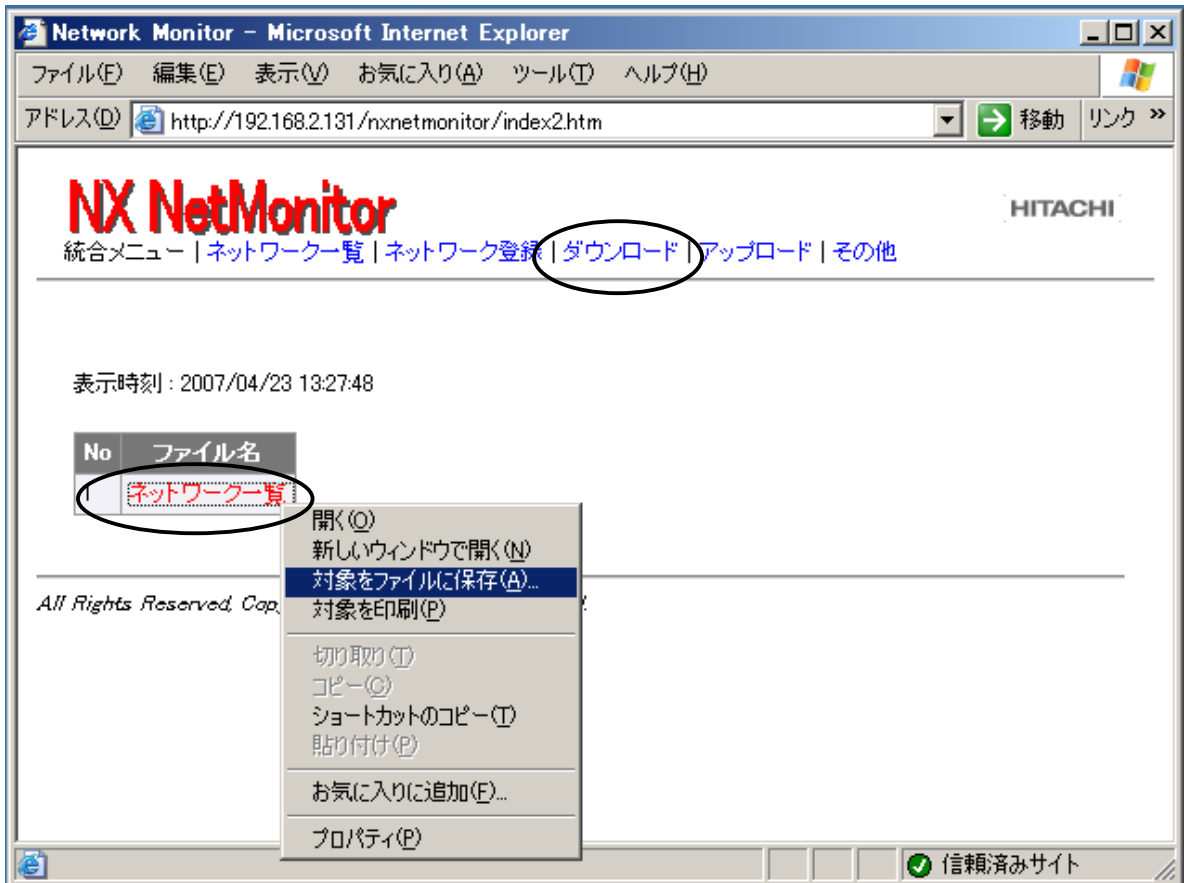 Network Monitor - Microsoft Internet Explorer
ファイル(F) 編集(E) 表示(V) お気に入り(A) ツール(T) ヘルプ(H)
アドレス(D) http://192.168.2.131/nxnetmonitor/index2.htm 移動 リンク »
NX NetMonitor
HITACHI
統合メニュー | ネットワーク一覧 | ネットワーク登録 | ダウンロード | アップロード | その他
表示時刻 : 2007/04/23 13:27:48
No ファイル名
1 ネットワーク一覧
開く(O)
新しいウィンドウで開く(N)
対象をファイルに保存(A)...
対象を印刷(P)
切り取り(T)
コピー(C)
ショートカットのコピー(T)
貼り付け(P)
お気に入りに追加(F)...
プロパティ(P)
All Rights Reserved,
信頼済みサイト